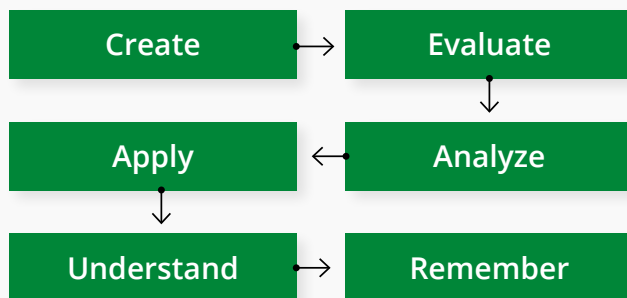 Create
Evaluate
Analyze
Apply
Understand
Remember